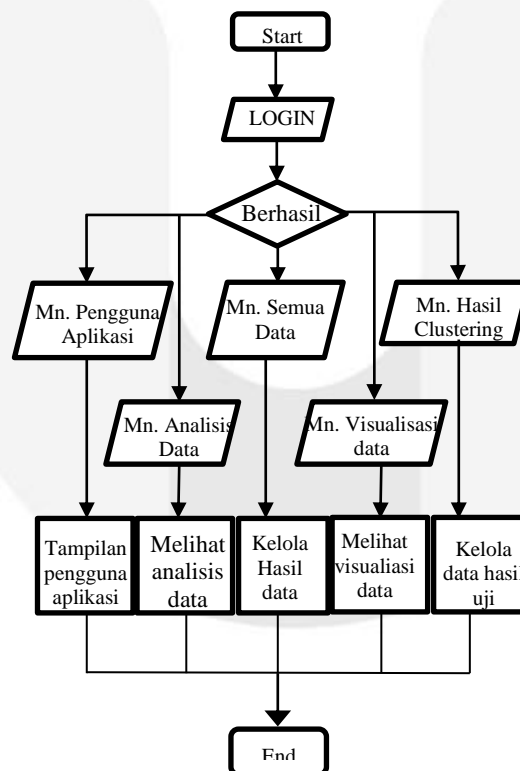 Start
LOGIN
Berhasil
Mn. Pengguna
Aplikasi
Mn. Semua
Data
Mn. Hasil
Clustering
Mn. Analisis
Data
Mn. Visualisasi
data
Tampilan
pengguna
aplikasi
Melihat
analisis
data
Kelola
Hasil
data
Melihat
visualiasi
data
Kelola
data hasil
uji
End